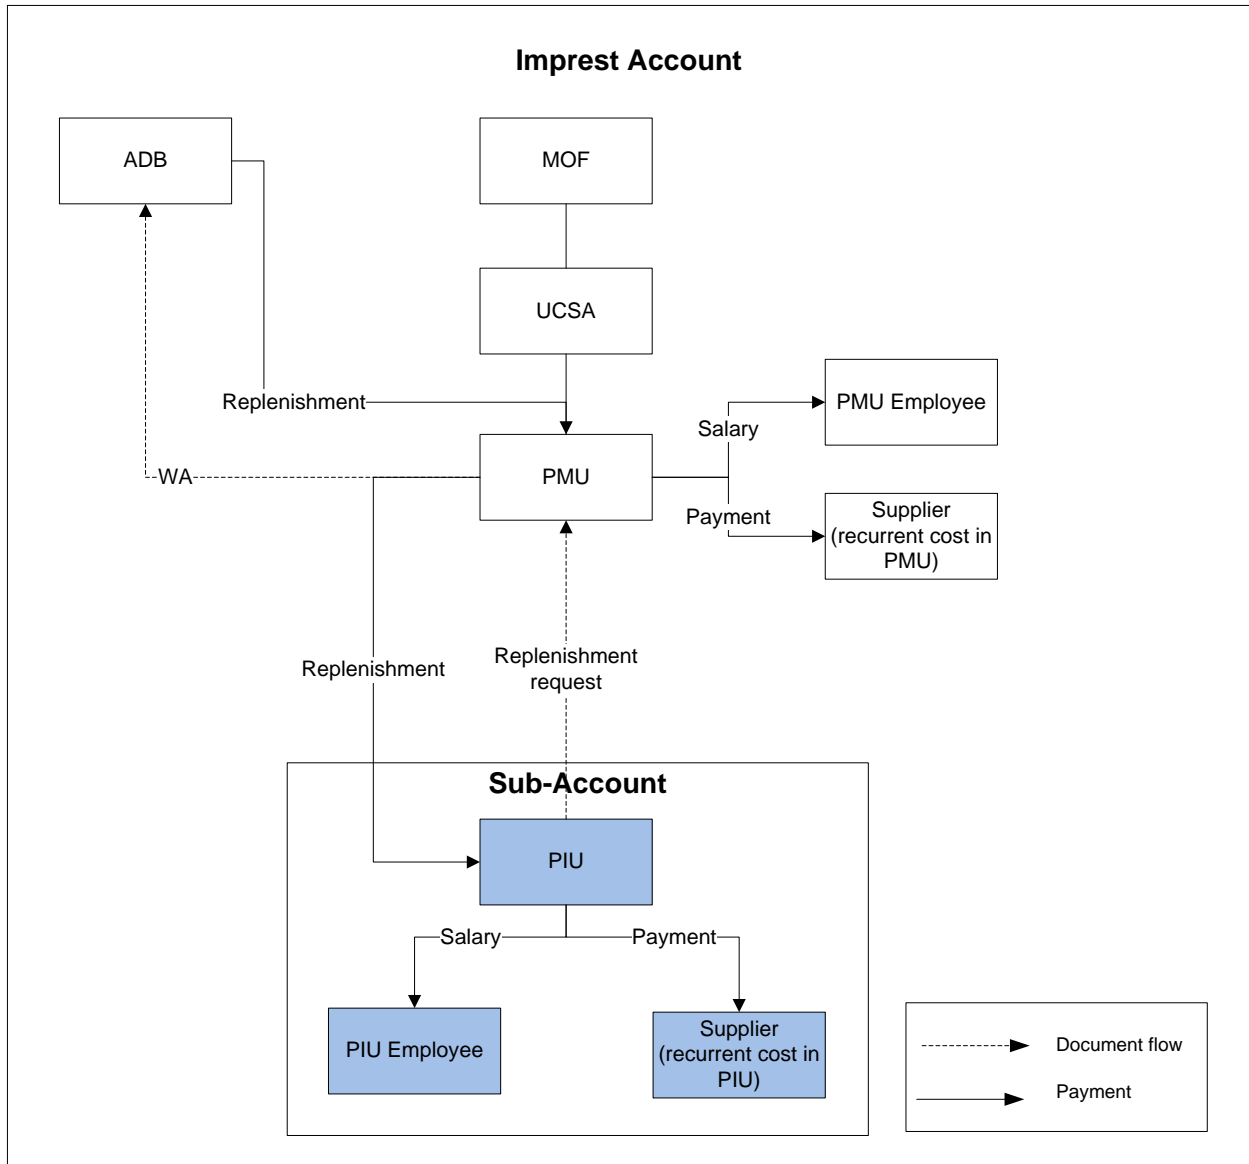 Imprest Account
ADB
MOF
UCSA
Replenishment
PMU Employee
Salary
WA
PMU
Payment
Supplier
(recurrent cost in
PMU)
Replenishment
Replenishment
request
Sub-Account
PIU
Salary
Payment
PIU Employee
Supplier
(recurrent cost in
PIU)
Document flow
Payment